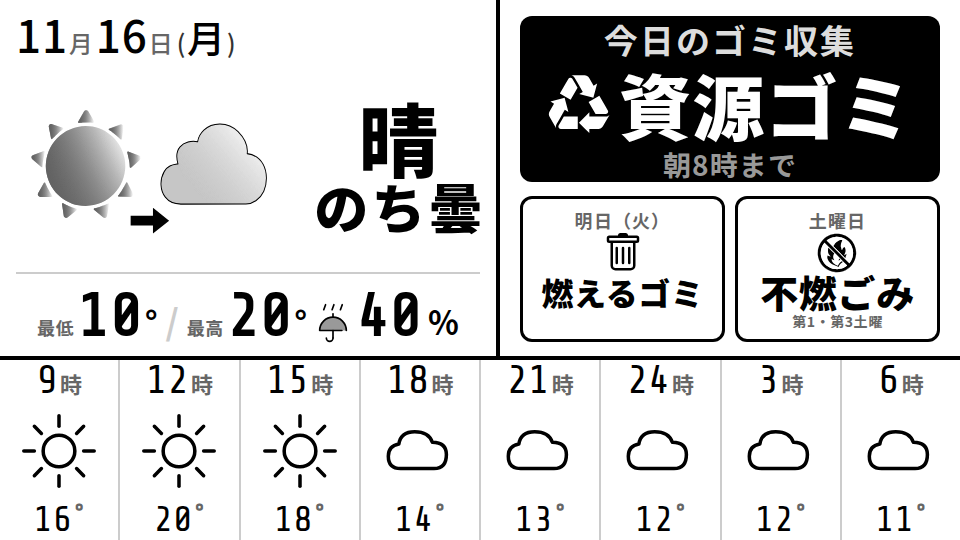 11月16日(月)
晴
のち曇
最低 10° / 最高 20° 40%
今日のゴミ収集
♻資源ゴミ
朝8時まで
明日（火）
燃えるゴミ
土曜日
不燃ごみ
第1・第3土曜
9時 12時 15時 18時 21時 24時 3時 6時
16° 20° 18° 14° 13° 12° 12° 11°